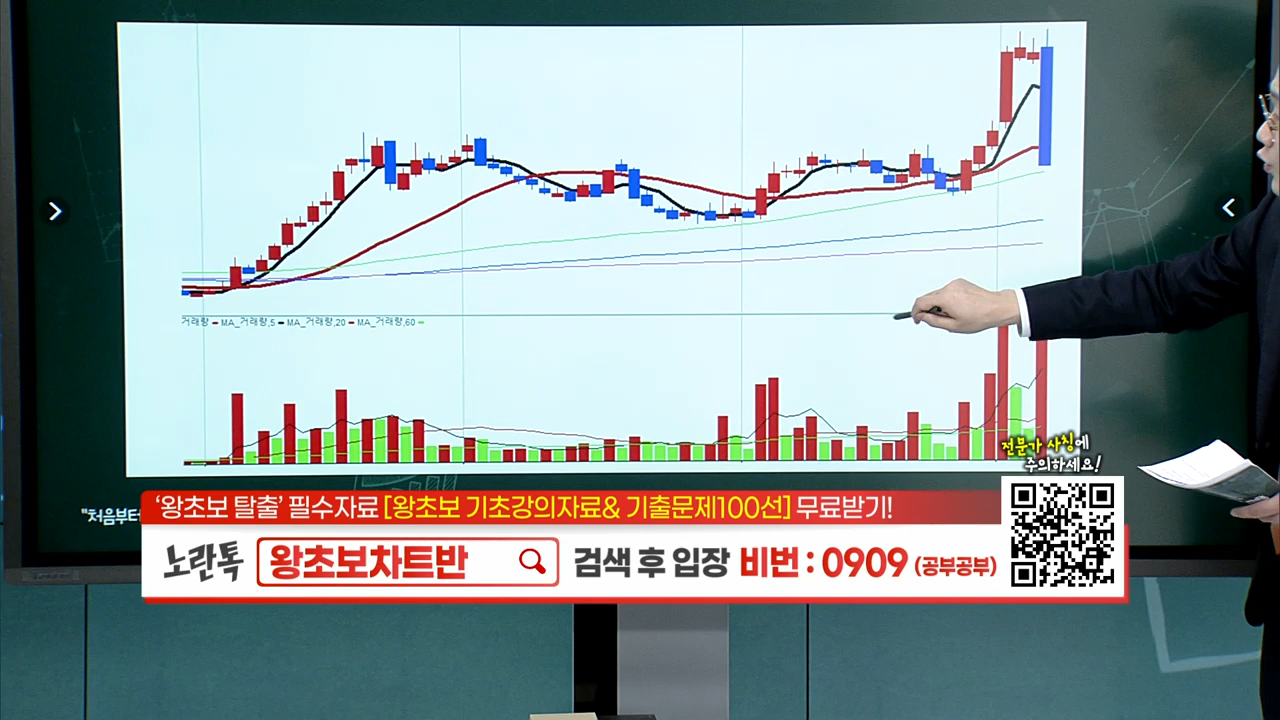 거래량 MA_거래량,5 MA_거래량,20 MA_거래량,60
전문가 사칭에
주의하세요!
"처음부터
‘왕초보 탈출’ 필수자료 [왕초보 기초강의자료& 기출문제100선] 무료받기!
노란톡 왕초보차트반 검색 후 입장 비번 : 0909 (공부공부)